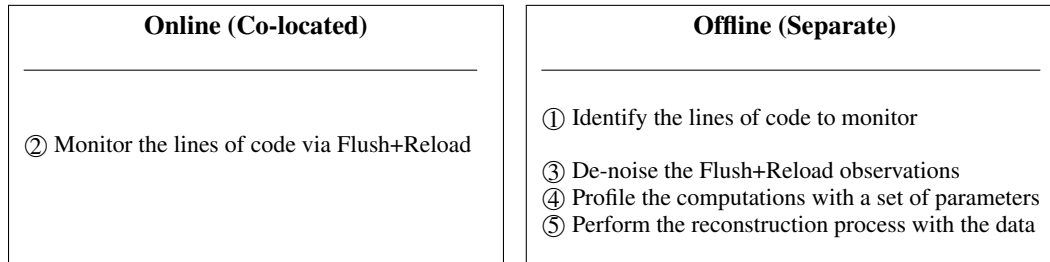 Online (Co-located)
② Monitor the lines of code via Flush+Reload
Offline (Separate)
① Identify the lines of code to monitor
③ De-noise the Flush+Reload observations
④ Profile the computations with a set of parameters
⑤ Perform the reconstruction process with the data